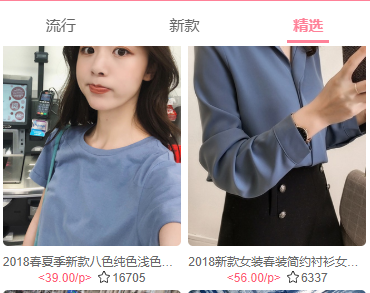 流行
新款
精选
2018春夏季新款八色纯色浅色...
2018新款女装春装简约衬衫女...
<39.00/p> 16705
<56.00/p> 6337